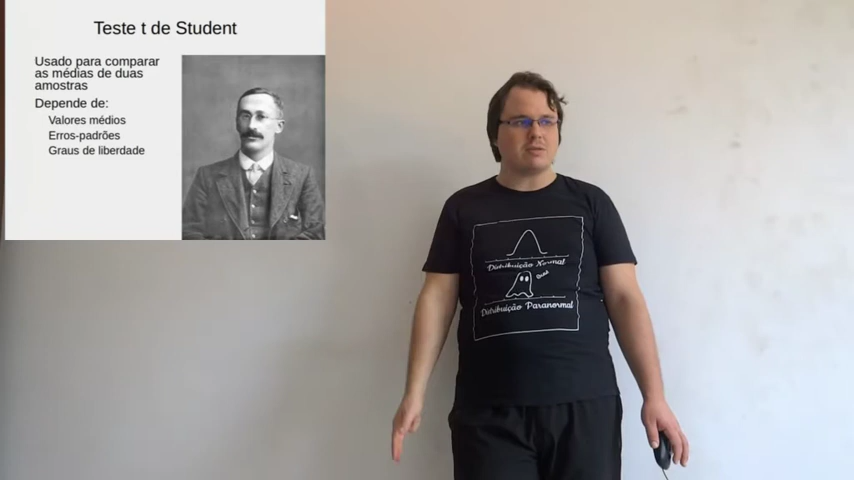 Teste t de Student
Usado para comparar
as médias de duas
amostras
Depende de:
Valores médios
Erros-padrões
Graus de liberdade
Distribuição Normal
Distribuição Paranormal